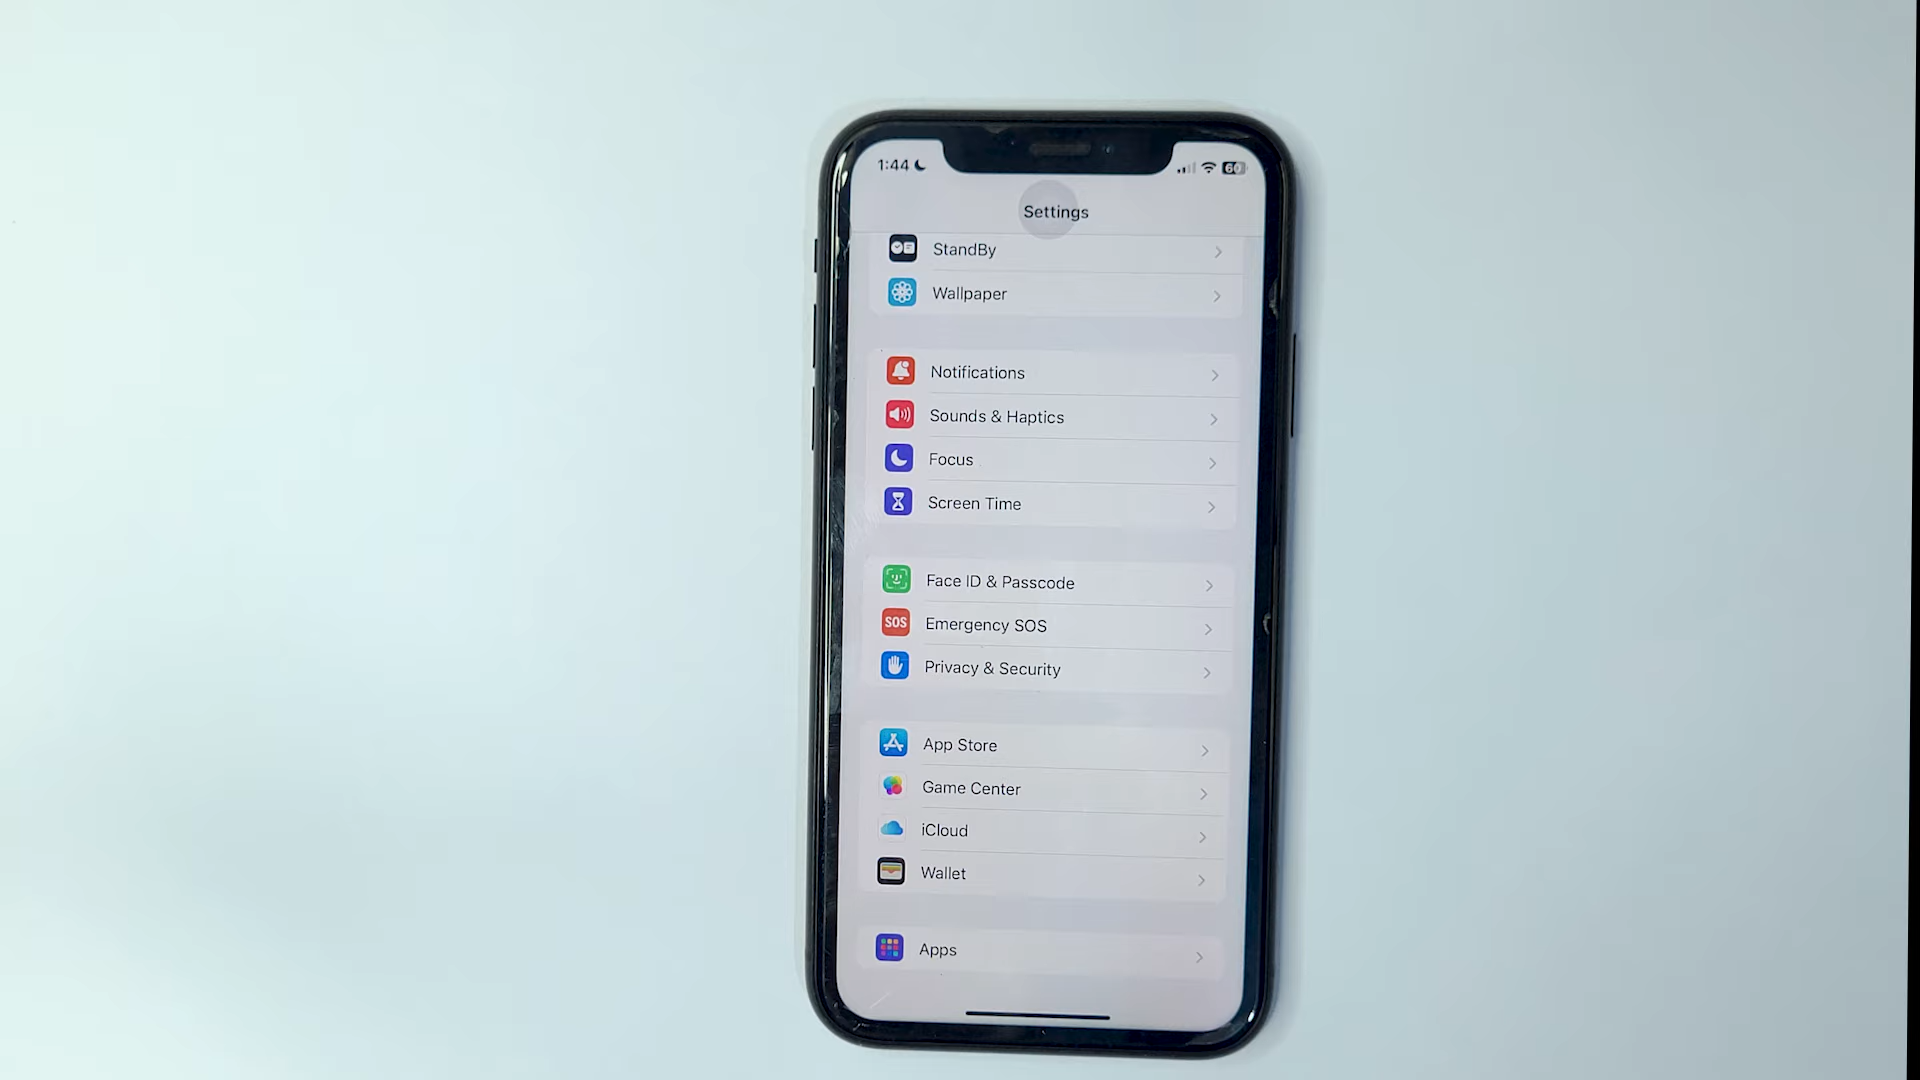 1:44
60
Settings
StandBy
Wallpaper
Notifications
Sounds & Haptics
Focus
Screen Time
Face ID & Passcode
SOS
Emergency SOS
Privacy & Security
App Store
Game Center
iCloud
Wallet
Apps